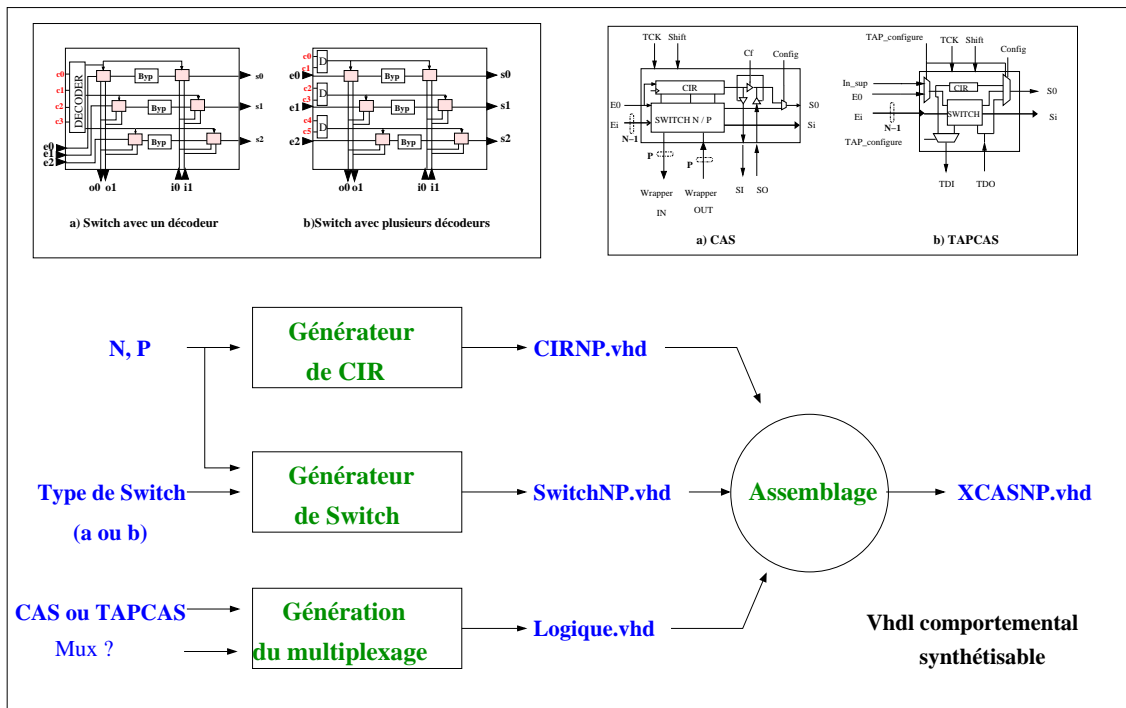 DECODER
c0
c1
c2
c3
e0
e1
e2
Byp
Byp
Byp
s0
s1
s2
o0 o1
i0 i1
a) Switch avec un décodeur
c0
c1
D
e0
c2
c3
D
e1
c4
c5
D
e2
Byp
Byp
Byp
s0
s1
s2
o0 o1
i0 i1
b)Switch avec plusieurs décodeurs
TCK Shift
Cf
Config
CIR
E0
SWITCH N / P
S0
Ei
Si
N−1
P
P
Wrapper
IN
Wrapper
OUT
SI
SO
a) CAS
TAP_configure
TCK Shift
Config
In_sup
CIR
E0
S0
Ei
SWITCH
Si
N−1
TAP_configure
TDI
TDO
b) TAPCAS
N, P
Générateur
de CIR
CIRNP.vhd
Type de Switch
(a ou b)
Générateur
de Switch
SwitchNP.vhd
Assemblage
XCASNP.vhd
CAS ou TAPCAS
Mux ?
Génération
du multiplexage
Logique.vhd
Vhdl comportemental
synthétisable